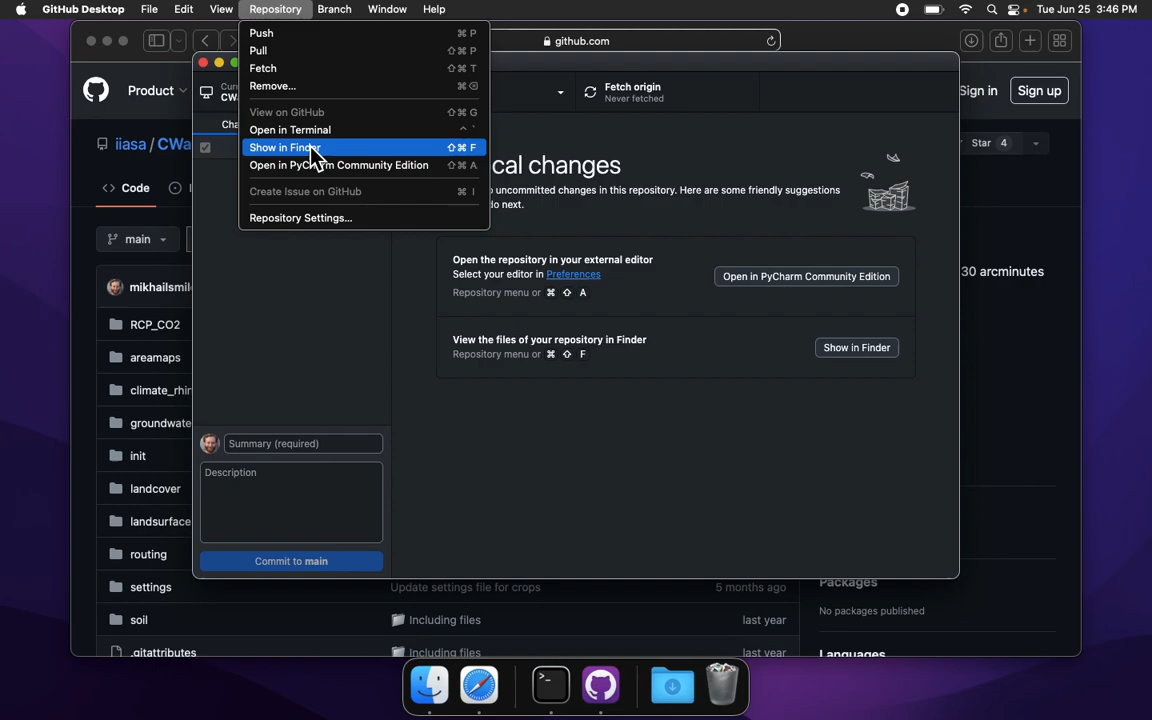 GitHub Desktop File Edit View Repository Branch Window Help Tue Jun 25 3:46 PM
Push ⌘ P
Pull ⇧⌘ P
Fetch ⇧⌘ T
Remove... ⌘⌫
View on GitHub ⇧⌘ G
Open in Terminal ⌃ `
Show in Finder ⇧⌘ F
Open in PyCharm Community Edition ⇧⌘ A
Create Issue on GitHub ⌘ I
Repository Settings...
github.com
Product
Sign in Sign up
iiasa/
Star 4
Code
main
mikhailsmil
RCP_CO2
areamaps
climate_rhin
groundwate
init
landcover
landsurface
routing
settings Update settings file for crops 5 months ago
soil Including files last year
.gitattributes Including files last year
30 arcminutes
Packages
No packages published
Languages
Fetch origin
Never fetched
cal changes
uncommitted changes in this repository. Here are some friendly suggestions
do next.
Open the repository in your external editor
Select your editor in Preferences
Repository menu or ⌘ ⇧ A
Open in PyCharm Community Edition
View the files of your repository in Finder
Repository menu or ⌘ ⇧ F
Show in Finder
Summary (required)
Description
Commit to main